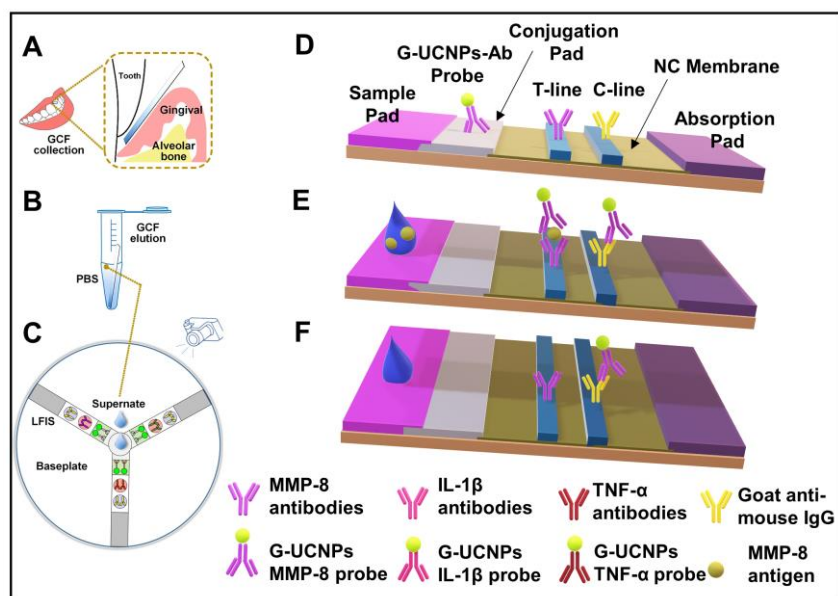 A
Tooth
Gingival
Alveolar
bone
GCF
collection
B
GCF
elution
PBS
C
Supernate
LFIS
Baseplate
D
Conjugation
Pad
G-UCNPs-Ab
Probe
T-line
C-line
NC Membrane
Sample
Pad
Absorption
Pad
E
F
MMP-8
antibodies
IL-1β
antibodies
TNF-α
antibodies
Goat anti-
mouse IgG
G-UCNPs
MMP-8 probe
G-UCNPs
IL-1β probe
G-UCNPs
TNF-α probe
MMP-8
antigen